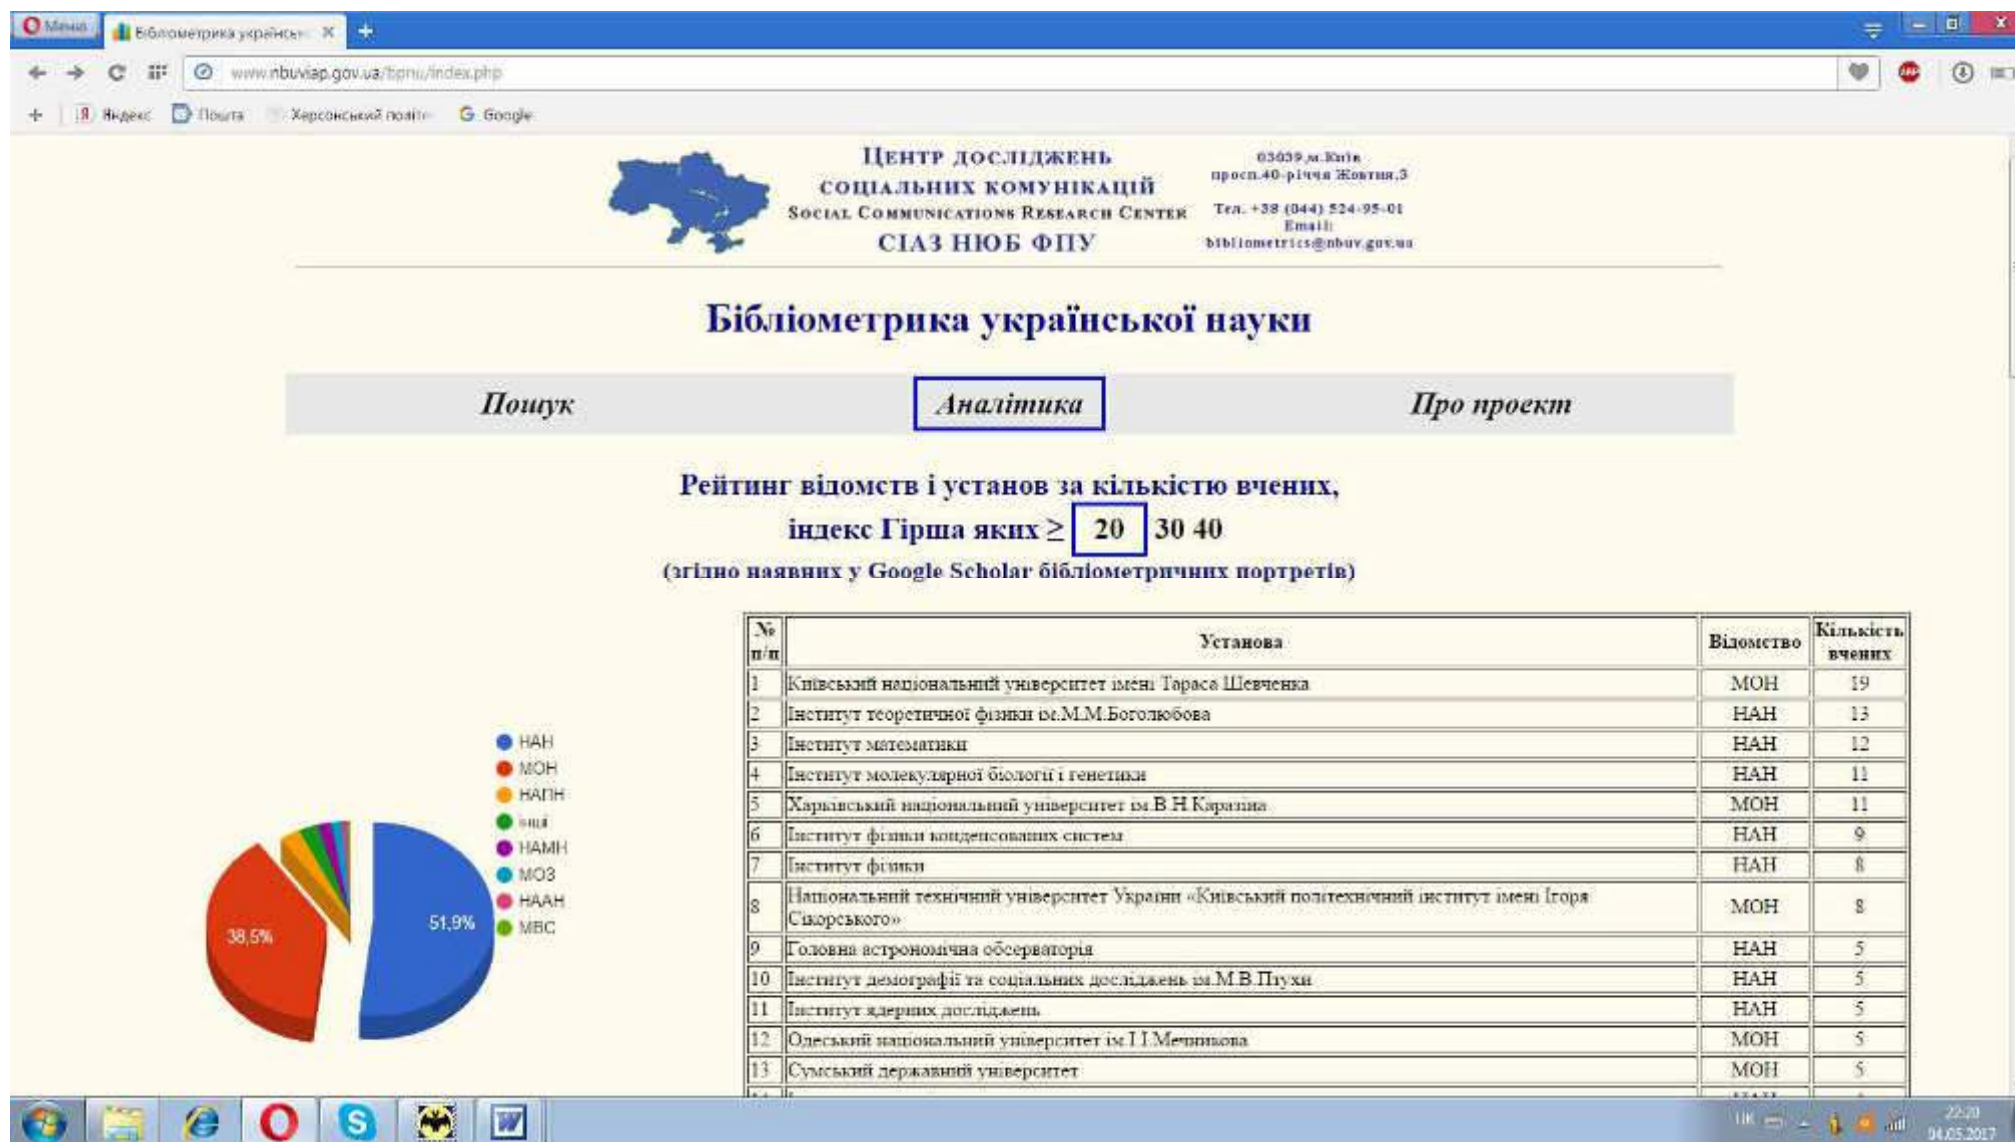 Меню
Бібліометрика українсь
www.nbuviap.gov.ua/bpnu/index.php
Яндекс Пошта Херсонський політе Google
Центр досліджень
соціальних комунікацій
Social Communications Research Center
СІАЗ НЮБ ФПУ
03039,м.Київ
просп.40-річчя Жовтня,3
Тел. +38 (044) 524-95-01
Email:
bibliometrics@nbuv.gov.ua
Бібліометрика української науки
Пошук Аналітика Про проект
Рейтинг відомств і установ за кількістю вчених,
індекс Гірша яких ≥ 20 30 40
(згідно наявних у Google Scholar бібліометричних портретів)
НАН
МОН
НАПН
інші
НАМН
МОЗ
НААН
МВС
38,5%
51,9%
№ п/п Установа Відомство Кількість вчених
1 Київський національний університет імені Тараса Шевченка МОН 19
2 Інститут теоретичної фізики ім.М.М.Боголюбова НАН 13
3 Інститут математики НАН 12
4 Інститут молекулярної біології і генетики НАН 11
5 Харківський національний університет ім.В.Н.Каразіна МОН 11
6 Інститут фізики конденсованих систем НАН 9
7 Інститут фізики НАН 8
8 Національний технічний університет України «Київський політехнічний інститут імені Ігоря
Сікорського» МОН 8
9 Головна астрономічна обсерваторія НАН 5
10 Інститут демографії та соціальних досліджень ім.М.В.Птухи НАН 5
11 Інститут ядерних досліджень НАН 5
12 Одеський національний університет ім.І.І.Мечникова МОН 5
13 Сумський державний університет МОН 5
UK
22:20
04.05.2017